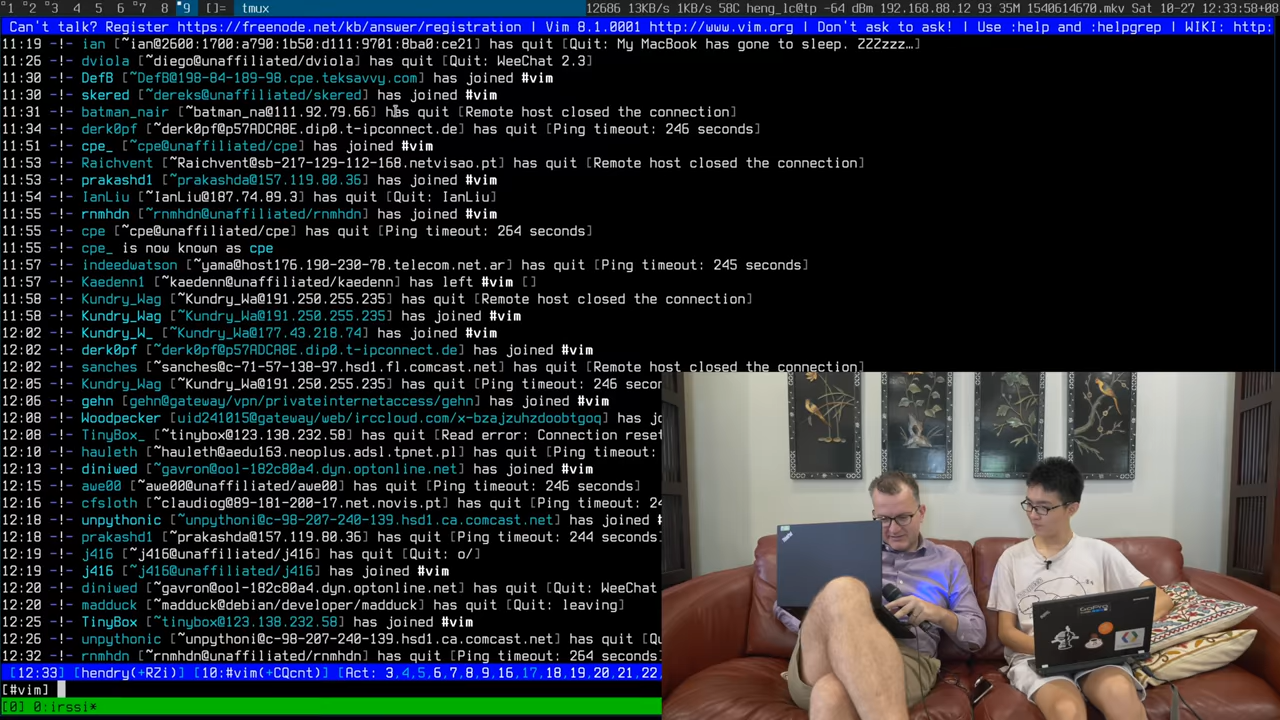 1 2 3 4 5 6 7 8 9 []= tmux 12686 13KB/s 1KB/s 58C heng_lc0tp -64 dBm 192.168.88.12 93 35M 1540614670.mkv Sat 10-27 12:33:58+08
Can't talk? Register https://freenode.net/kb/answer/registration | Vim 8.1.0001 http://www.vim.org | Don't ask to ask! | Use :help and :helpgrep | WIKI: http:
11:19 -!- ian [~ian@2600:1700:a790:1b50:d111:9701:8ba0:ce21] has quit [Quit: My MacBook has gone to sleep. ZZZzzz…]
11:26 -!- dviola [~diego@unaffiliated/dviola] has quit [Quit: WeeChat 2.3]
11:30 -!- DefB [~DefB@198-84-189-98.cpe.teksavvy.com] has joined #vim
11:30 -!- skered [~dereks@unaffiliated/skered] has joined #vim
11:31 -!- batman_nair [~batman_na@111.92.79.66] has quit [Remote host closed the connection]
11:34 -!- derk0pf [~derk0pf@p57ADCA8E.dip0.t-ipconnect.de] has quit [Ping timeout: 246 seconds]
11:51 -!- cpe_ [~cpe@unaffiliated/cpe] has joined #vim
11:53 -!- Raichvent [~Raichvent@sb-217-129-112-168.netvisao.pt] has quit [Remote host closed the connection]
11:53 -!- prakashd1 [~prakashda@157.119.80.36] has joined #vim
11:54 -!- IanLiu [~IanLiu@187.74.89.3] has quit [Quit: IanLiu]
11:55 -!- rnmhdn [~rnmhdn@unaffiliated/rnmhdn] has joined #vim
11:55 -!- cpe [~cpe@unaffiliated/cpe] has quit [Ping timeout: 264 seconds]
11:55 -!- cpe_ is now known as cpe
11:57 -!- indeedwatson [~yama@host176.190-230-78.telecom.net.ar] has quit [Ping timeout: 245 seconds]
11:57 -!- Kaedenn1 [~kaedenn@unaffiliated/kaedenn] has left #vim []
11:58 -!- Kundry_Wag [~Kundry_Wa@191.250.255.235] has quit [Remote host closed the connection]
11:58 -!- Kundry_Wag [~Kundry_Wa@191.250.255.235] has joined #vim
12:02 -!- Kundry_W_ [~Kundry_Wa@177.43.218.74] has joined #vim
12:02 -!- derk0pf [~derk0pf@p57ADCA8E.dip0.t-ipconnect.de] has joined #vim
12:02 -!- sanches [~sanches@c-71-57-138-97.hsd1.fl.comcast.net] has quit [Remote host closed the connection]
12:05 -!- Kundry_Wag [~Kundry_Wa@191.250.255.235] has quit [Ping timeout: 246 seco
12:06 -!- gehn [gehn@gateway/vpn/privateinternetaccess/gehn] has joined #vim
12:08 -!- Woodpecker [uid241015@gateway/web/irccloud.com/x-bzajzuhzdoobtgoq] has jo
12:08 -!- TinyBox_ [~tinybox@123.138.232.58] has quit [Read error: Connection reset
12:10 -!- hauleth [~hauleth@aedu163.neoplus.adsl.tpnet.pl] has quit [Ping timeout:
12:13 -!- diniwed [~gavron@ool-182c80a4.dyn.optonline.net] has joined #vim
12:15 -!- awe00 [~awe00@unaffiliated/awe00] has quit [Ping timeout: 245 seconds]
12:16 -!- cfsloth [~claudiog@89-181-200-17.net.novis.pt] has quit [Ping timeout: 24
12:18 -!- unpythonic [~unpythoni@c-98-207-240-139.hsd1.ca.comcast.net] has joined #
12:18 -!- prakashd1 [~prakashda@157.119.80.36] has quit [Ping timeout: 244 seconds]
12:19 -!- j416 [~j416@unaffiliated/j416] has quit [Quit: o/]
12:19 -!- j416 [~j416@unaffiliated/j416] has joined #vim
12:20 -!- diniwed [~gavron@ool-182c80a4.dyn.optonline.net] has quit [Quit: WeeChat
12:20 -!- madduck [~madduck@debian/developer/madduck] has quit [Quit: leaving]
12:25 -!- TinyBox [~tinybox@123.138.232.58] has joined #vim
12:26 -!- unpythonic [~unpythoni@c-98-207-240-139.hsd1.ca.comcast.net] has quit [Qu
12:32 -!- rnmhdn [~rnmhdn@unaffiliated/rnmhdn] has quit [Ping timeout: 264 seconds]
[12:33] [hendry(+RZi)] [10:#vim(+CQcnt)] [Act: 3,4,5,6,7,8,9,16,17,18,19,20,21,22
[#vim]
[0] 0:irssi*